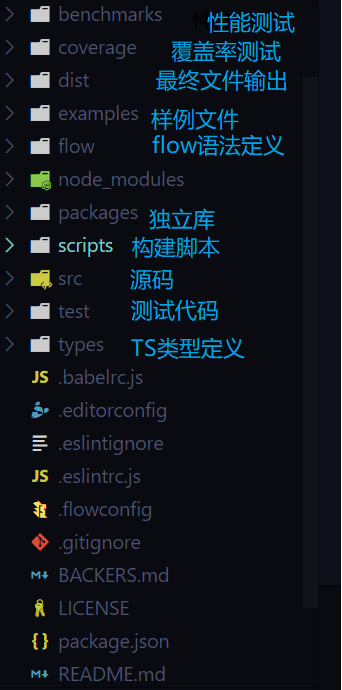 benchmarks 性能测试
coverage 覆盖率测试
dist 最终文件输出
examples 样例文件
flow flow语法定义
node_modules
packages 独立库
scripts 构建脚本
src 源码
test 测试代码
types TS类型定义
JS .babelrc.js
.editorconfig
.eslintignore
JS .eslintrc.js
.flowconfig
.gitignore
BACKERS.md
LICENSE
{ } package.json
README.md